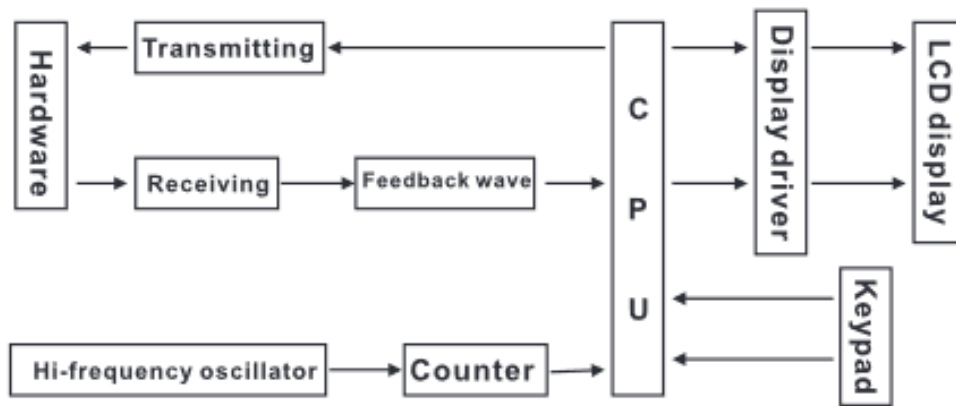 Hardware
Transmitting
Receiving
Feedback wave
Hi-frequency oscillator
Counter
C
P
U
Display driver
LCD display
Keypad